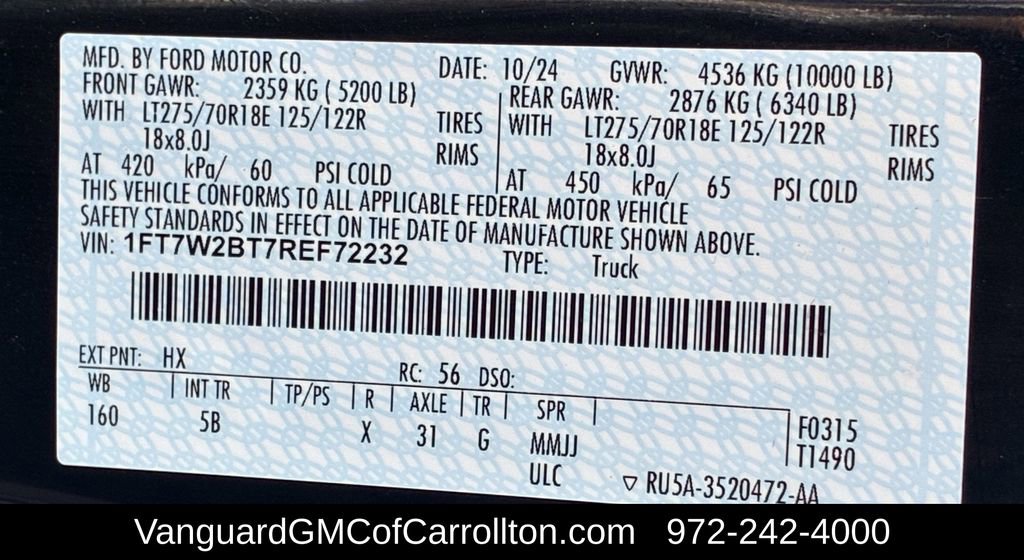 MFD. BY FORD MOTOR CO. DATE: 10/24 GVWR: 4536 KG (10000 LB)
FRONT GAWR: 2359 KG ( 5200 LB) REAR GAWR: 2876 KG ( 6340 LB)
WITH LT275/70R18E 125/122R TIRES WITH LT275/70R18E 125/122R TIRES
18x8.0J RIMS 18x8.0J RIMS
AT 420 kPa/ 60 PSI COLD AT 450 kPa/ 65 PSI COLD
THIS VEHICLE CONFORMS TO ALL APPLICABLE FEDERAL MOTOR VEHICLE
SAFETY STANDARDS IN EFFECT ON THE DATE OF MANUFACTURE SHOWN ABOVE.
VIN: 1FT7W2BT7REF72232 TYPE: Truck
EXT PNT: HX RC: 56 DSO:
WB | INT TR | TP/PS | R | AXLE | TR | SPR |
160 5B X 31 G MMJJ
ULC
F0315
T1490
▽ RU5A-3520472-AA
VanguardGMCofCarrollton.com 972-242-4000